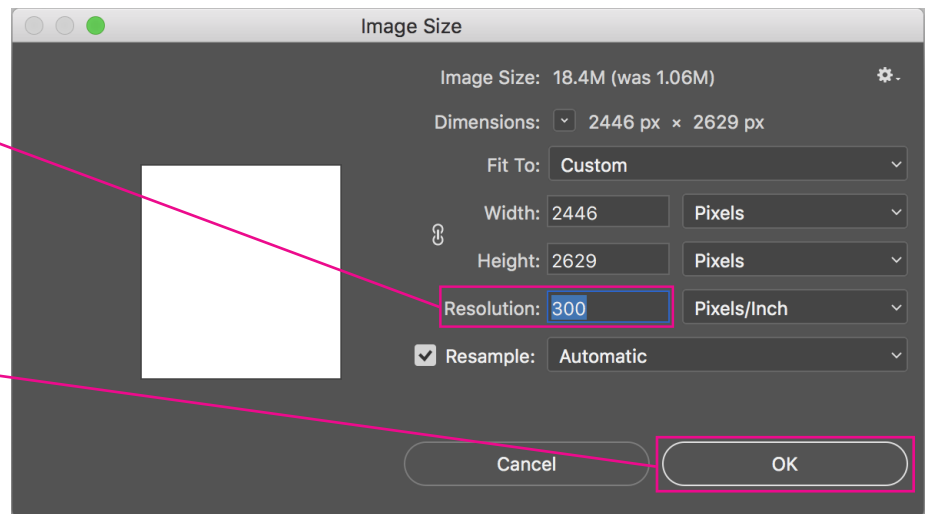 Image Size
Image Size: 18.4M (was 1.06M)
Dimensions: 2446 px × 2629 px
Fit To: Custom
Width: 2446 Pixels
Height: 2629 Pixels
Resolution: 300 Pixels/Inch
Resample: Automatic
Cancel OK